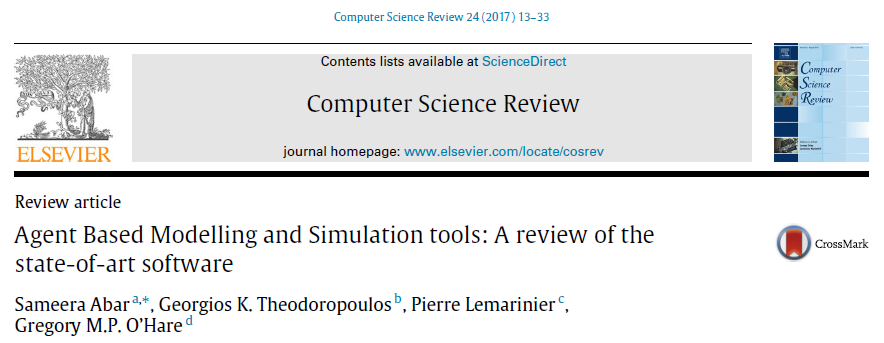 Computer Science Review 24 (2017) 13–33
Contents lists available at ScienceDirect
Computer Science Review
journal homepage: www.elsevier.com/locate/cosrev
ELSEVIER
Computer
Science
Review
Review article
Agent Based Modelling and Simulation tools: A review of the
state-of-art software
CrossMark
Sameera Abar a,*, Georgios K. Theodoropoulos b, Pierre Lemarinier c,
Gregory M.P. O'Hare d